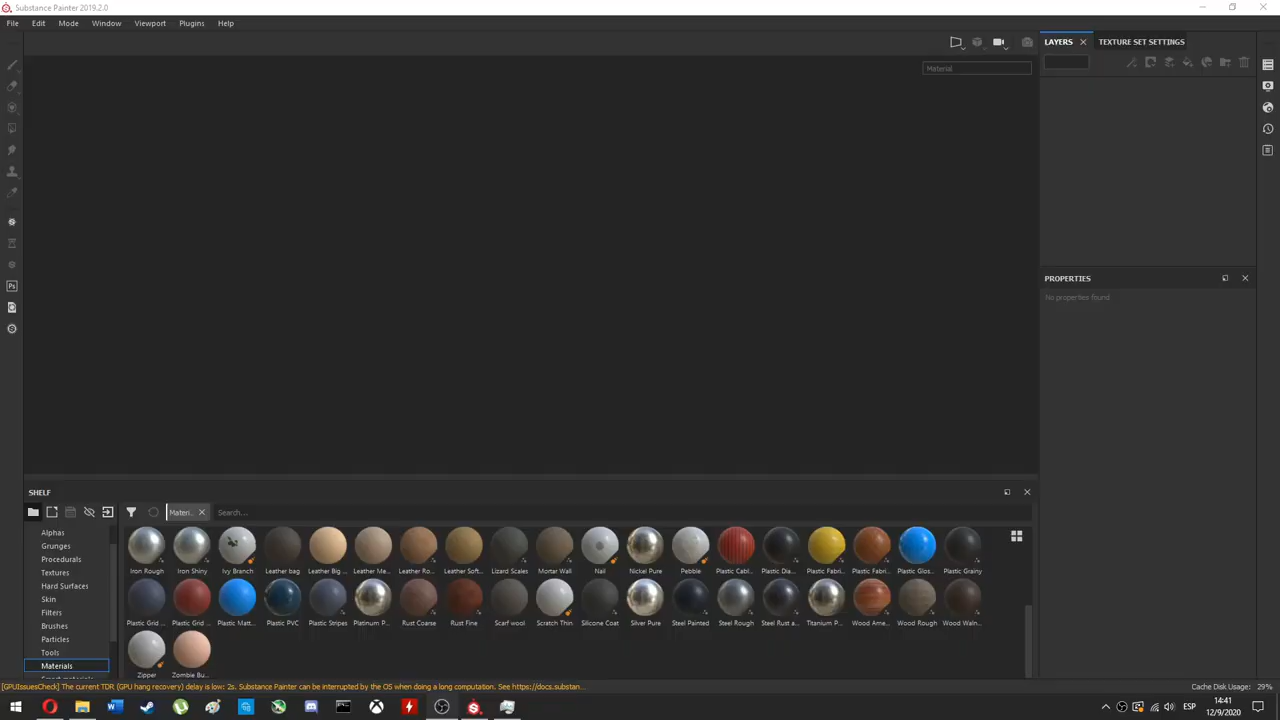 Substance Painter 2019.2.0
File Edit Mode Window Viewport Plugins Help
Material
LAYERS
TEXTURE SET SETTINGS
PROPERTIES
No properties found
Ps
SHELF
Materi...
Search...
Alphas
Grunges
Procedurals
Textures
Hard Surfaces
Skin
Filters
Brushes
Particles
Tools
Materials
Smart materials
Iron Rough Iron Shiny Ivy Branch Leather bag Leather Big ... Leather Me... Leather Ro... Leather Soft... Lizard Scales Mortar Wall Nail Nickel Pure Pebble Plastic Cabl... Plastic Dia... Plastic Fabri... Plastic Fabri... Plastic Glos... Plastic Grainy
Plastic Grid ... Plastic Grid ... Plastic Matt... Plastic PVC Plastic Stripes Platinum P... Rust Coarse Rust Fine Scarf wool Scratch Thin Silicone Coat Silver Pure Steel Painted Steel Rough Steel Rust a... Titanium P... Wood Ame... Wood Rough Wood Waln...
Zipper Zombie Bu...
[GPUIssuesCheck] The current TDR (GPU hang recovery) delay is low: 2s. Substance Painter can be interrupted by the OS when doing a long computation. See https://docs.substan...
Cache Disk Usage: 29%
ESP
14:41
12/9/2020